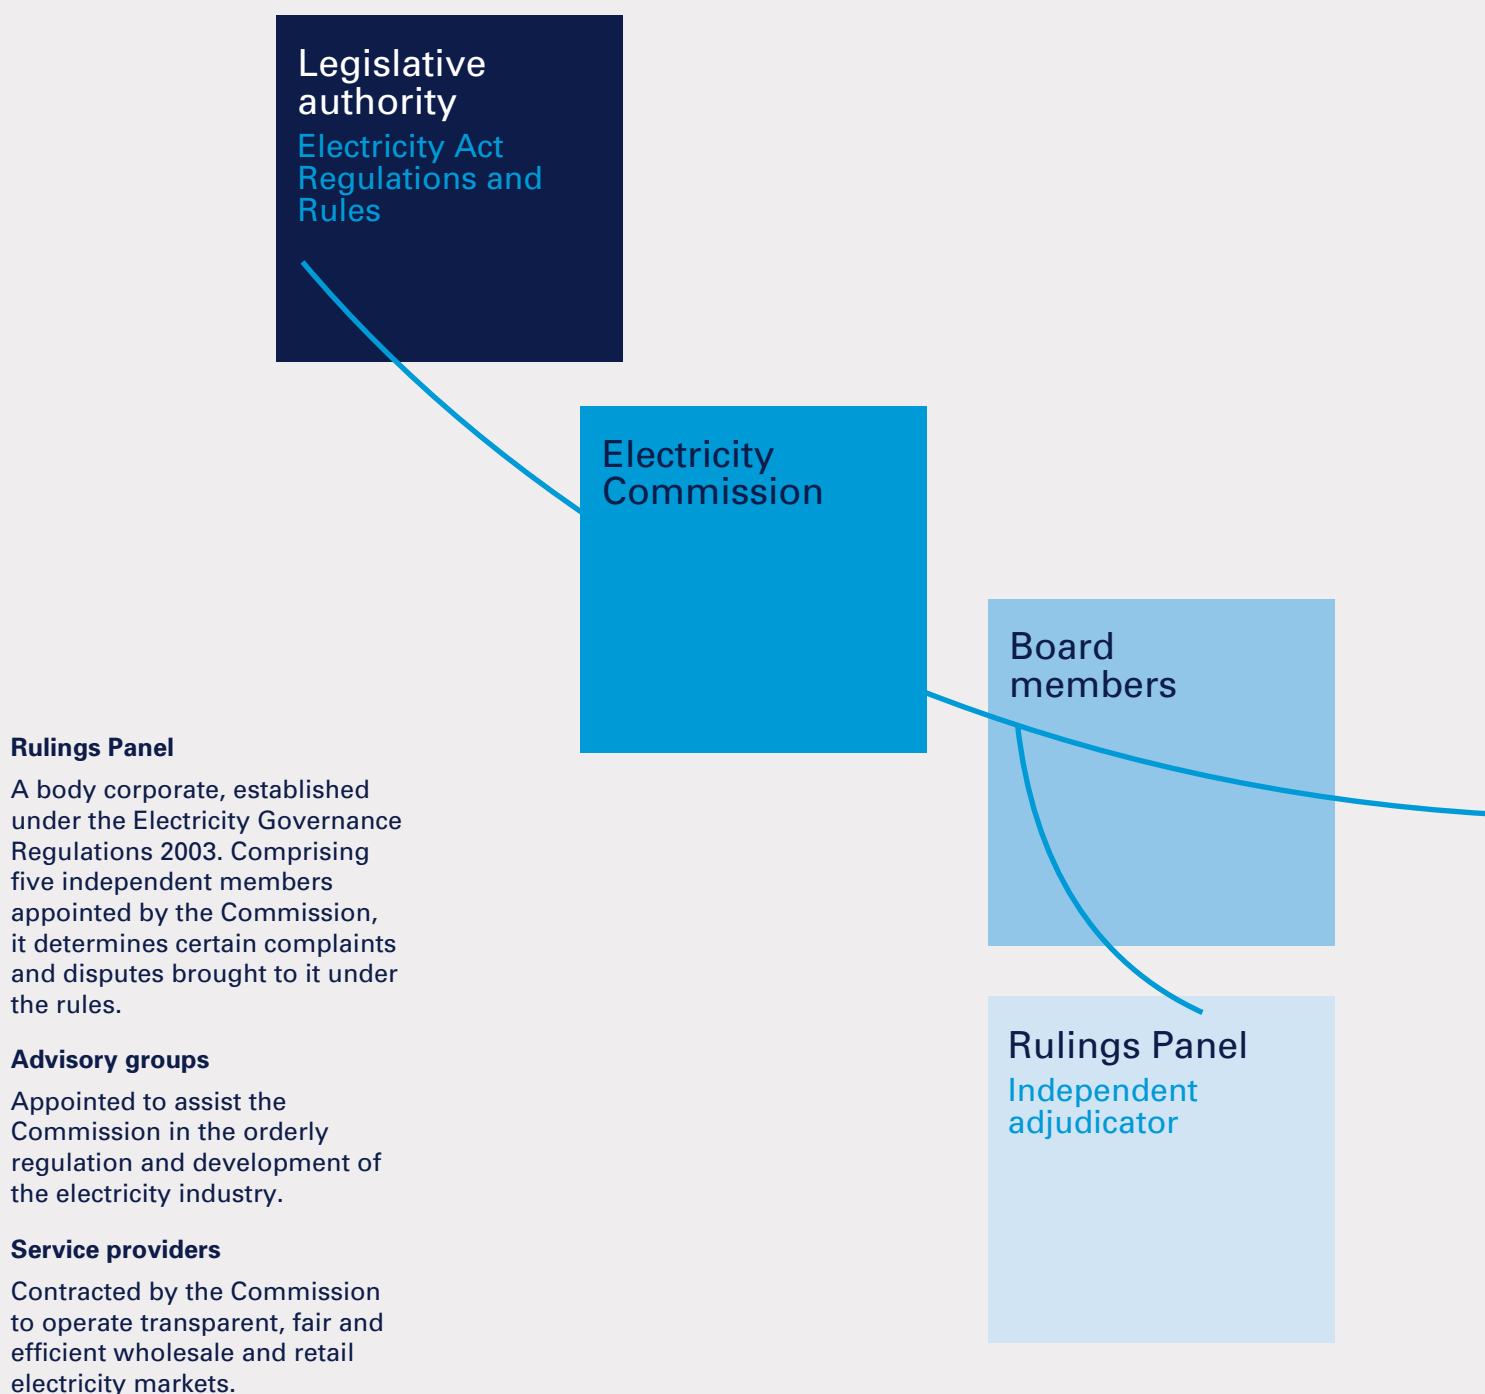 Legislative
authority
Electricity Act
Regulations and
Rules
Electricity
Commission
Board
members
Rulings Panel
Independent
adjudicator
Rulings Panel
A body corporate, established
under the Electricity Governance
Regulations 2003. Comprising
five independent members
appointed by the Commission,
it determines certain complaints
and disputes brought to it under
the rules.
Advisory groups
Appointed to assist the
Commission in the orderly
regulation and development of
the electricity industry.
Service providers
Contracted by the Commission
to operate transparent, fair and
efficient wholesale and retail
electricity markets.